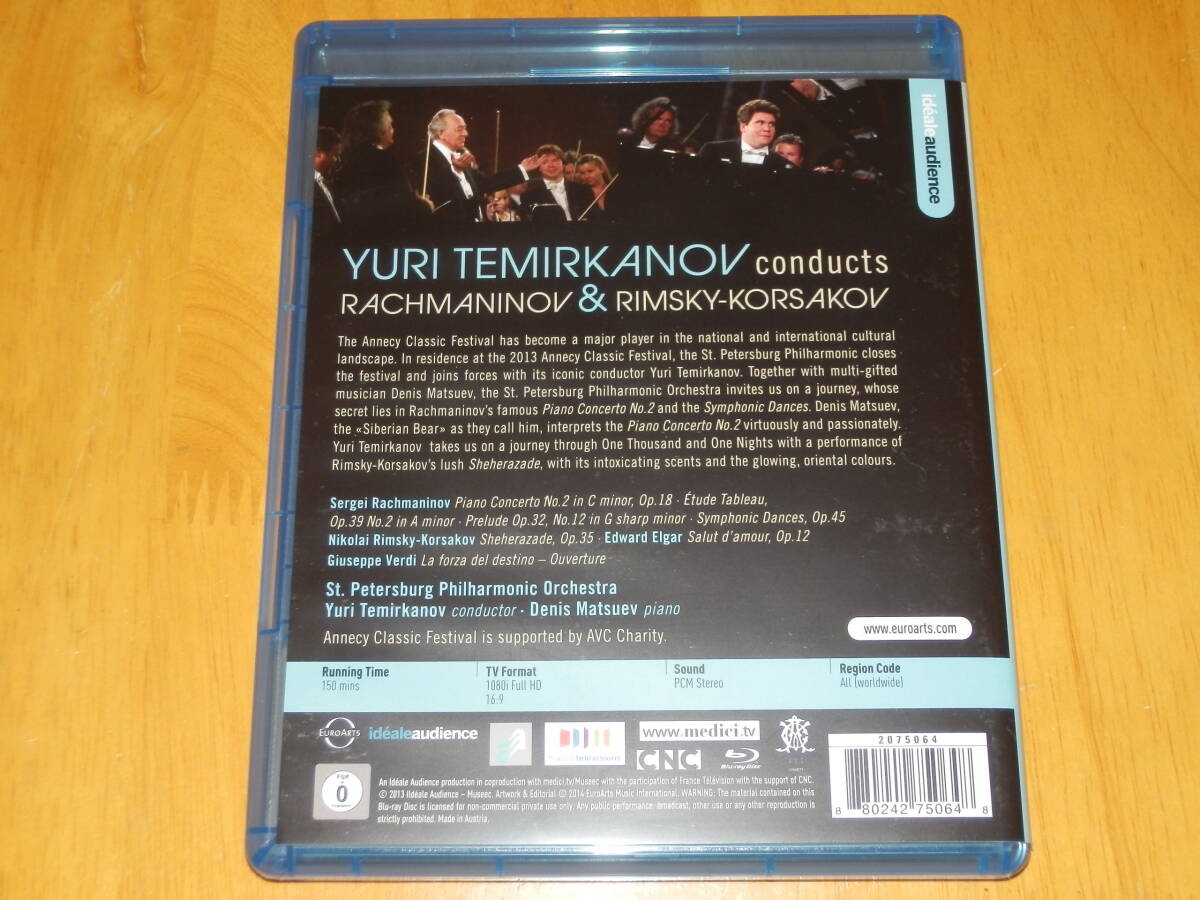 idéaleaudience
YURI TEMIRKANOV conducts
RACHMANINOV & RIMSKY-KORSAKOV
The Annecy Classic Festival has become a major player in the national and international cultural
landscape. In residence at the 2013 Annecy Classic Festival, the St. Petersburg Philharmonic closes
the festival and joins forces with its iconic conductor Yuri Temirkanov. Together with multi-gifted
musician Denis Matsuev, the St. Petersburg Philharmonic Orchestra invites us on a journey, whose
secret lies in Rachmaninov's famous Piano Concerto No.2 and the Symphonic Dances. Denis Matsuev,
the «Siberian Bear» as they call him, interprets the Piano Concerto No.2 virtuously and passionately.
Yuri Temirkanov takes us on a journey through One Thousand and One Nights with a performance of
Rimsky-Korsakov's lush Sheherazade, with its intoxicating scents and the glowing, oriental colours.
Sergei Rachmaninov Piano Concerto No.2 in C minor, Op.18 · Étude Tableau,
Op.39 No.2 in A minor · Prelude Op.32, No.12 in G sharp minor · Symphonic Dances, Op.45
Nikolai Rimsky-Korsakov Sheherazade, Op.35 · Edward Elgar Salut d'amour, Op.12
Giuseppe Verdi La forza del destino – Ouverture
St. Petersburg Philharmonic Orchestra
Yuri Temirkanov conductor · Denis Matsuev piano
Annecy Classic Festival is supported by AVC Charity.
www.euroarts.com
Running Time TV Format Sound Region Code
150 mins 1080i Full HD PCM Stereo All (worldwide)
16:9
EUROARTS idéaleaudience francetélévisions www.medici.tv
CNC Blu-ray Disc
2075064
0
An Idéale Audience production in coproduction with medici.tv/Museec with the participation of France Télévision with the support of CNC.
© 2013 Idéale Audience – Museec. Artwork & Editorial © 2014 EuroArts Music International. WARNING: The material contained on this
Blu-ray Disc is licensed for non-commercial private use only. Any public performance, broadcast, other use or any other reproduction is
strictly prohibited. Made in Austria.
8 80242 75064 8